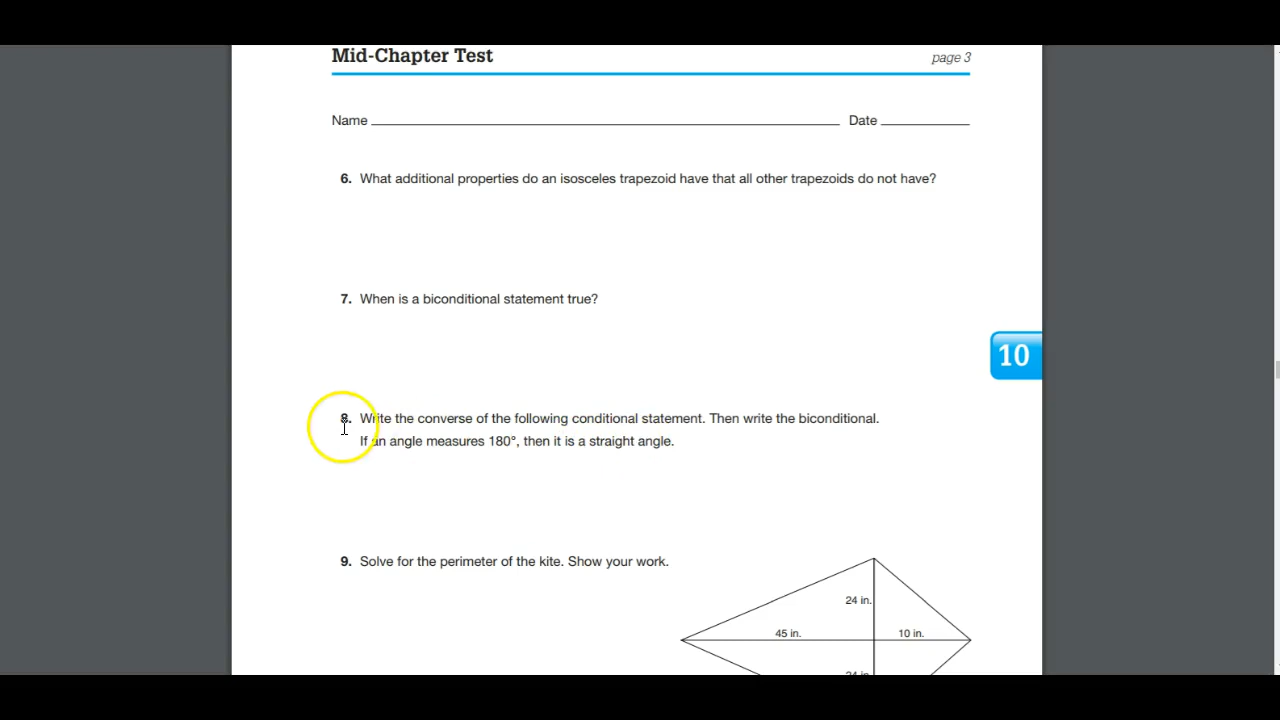 Mid-Chapter Test
page 3
Name
Date
6. What additional properties do an isosceles trapezoid have that all other trapezoids do not have?
7. When is a biconditional statement true?
10
8. Write the converse of the following conditional statement. Then write the biconditional.
If an angle measures 180°, then it is a straight angle.
9. Solve for the perimeter of the kite. Show your work.
24 in.
45 in.
10 in.
24 in.